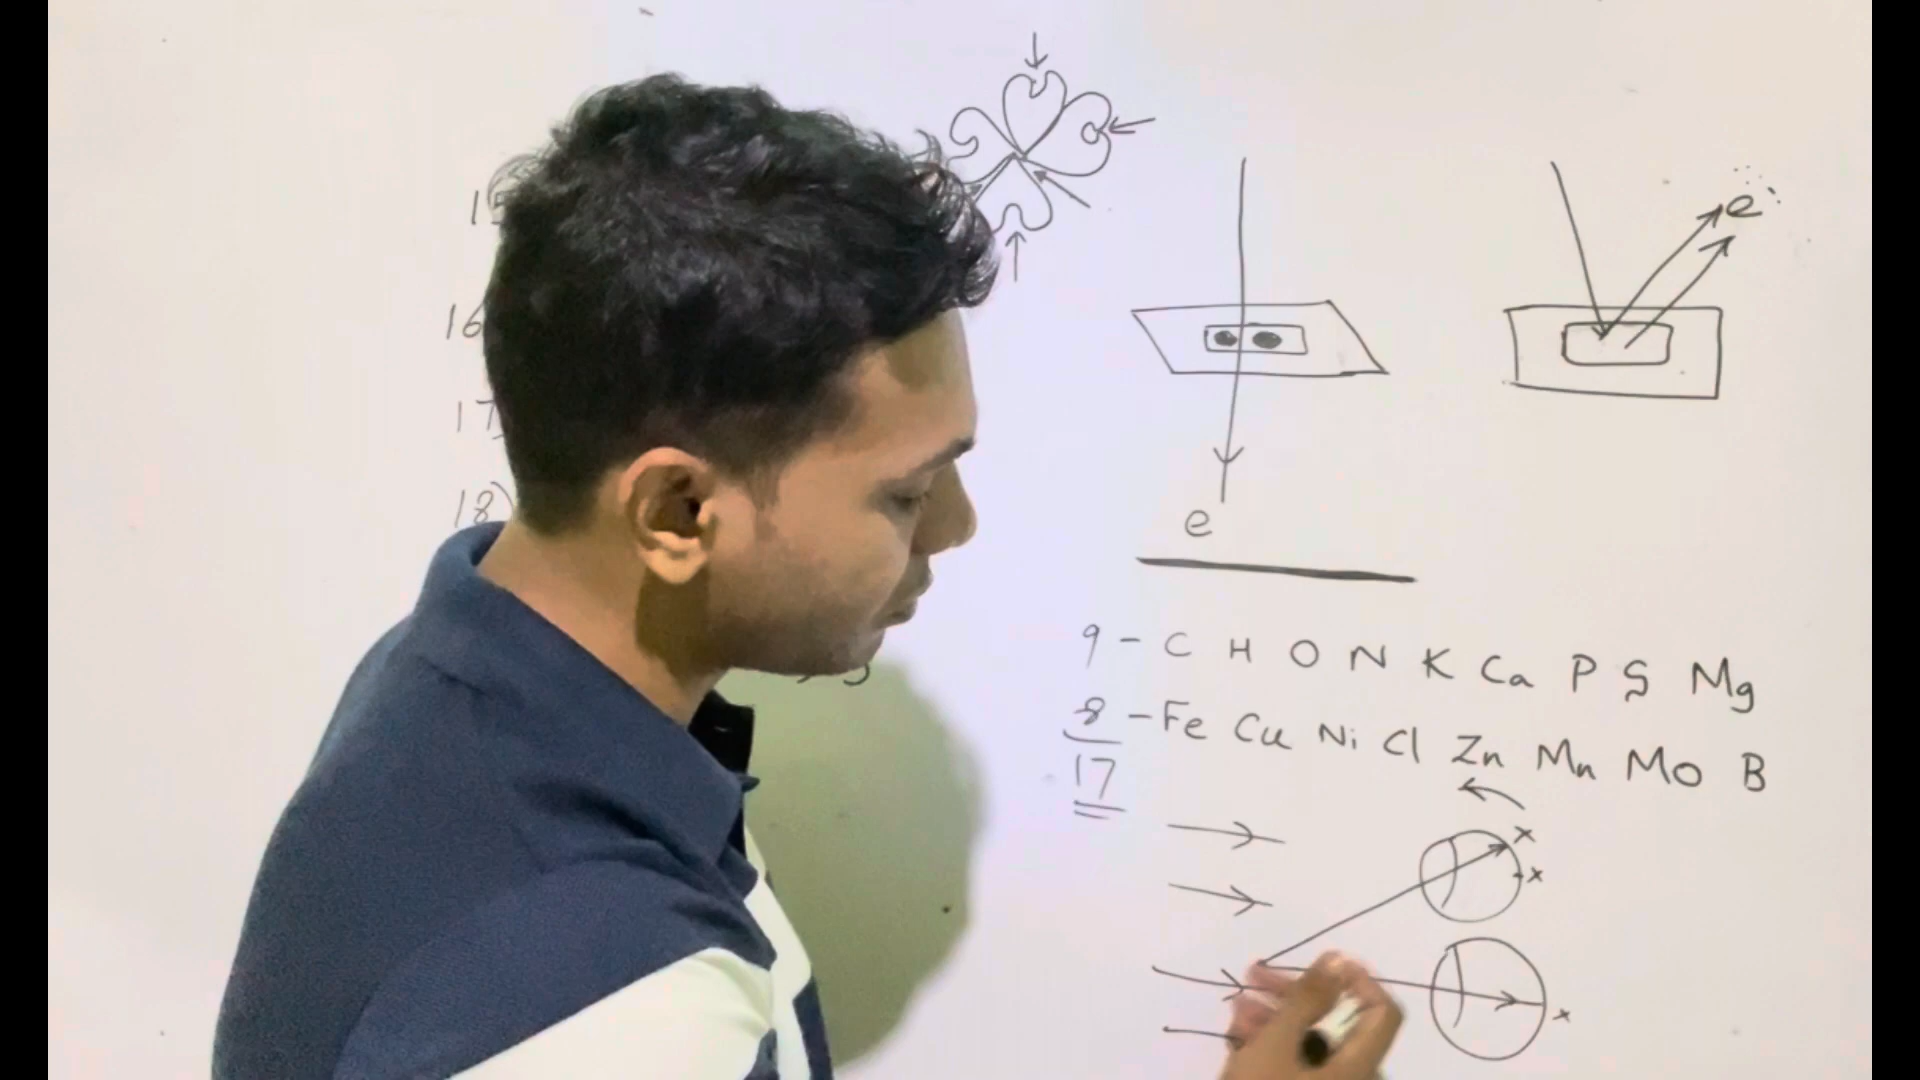 15
16
17)
18)
e
e
9 - C H O N K Ca P S Mg
8 - Fe Cu Ni Cl Zn Mn Mo B
17
x
x
x